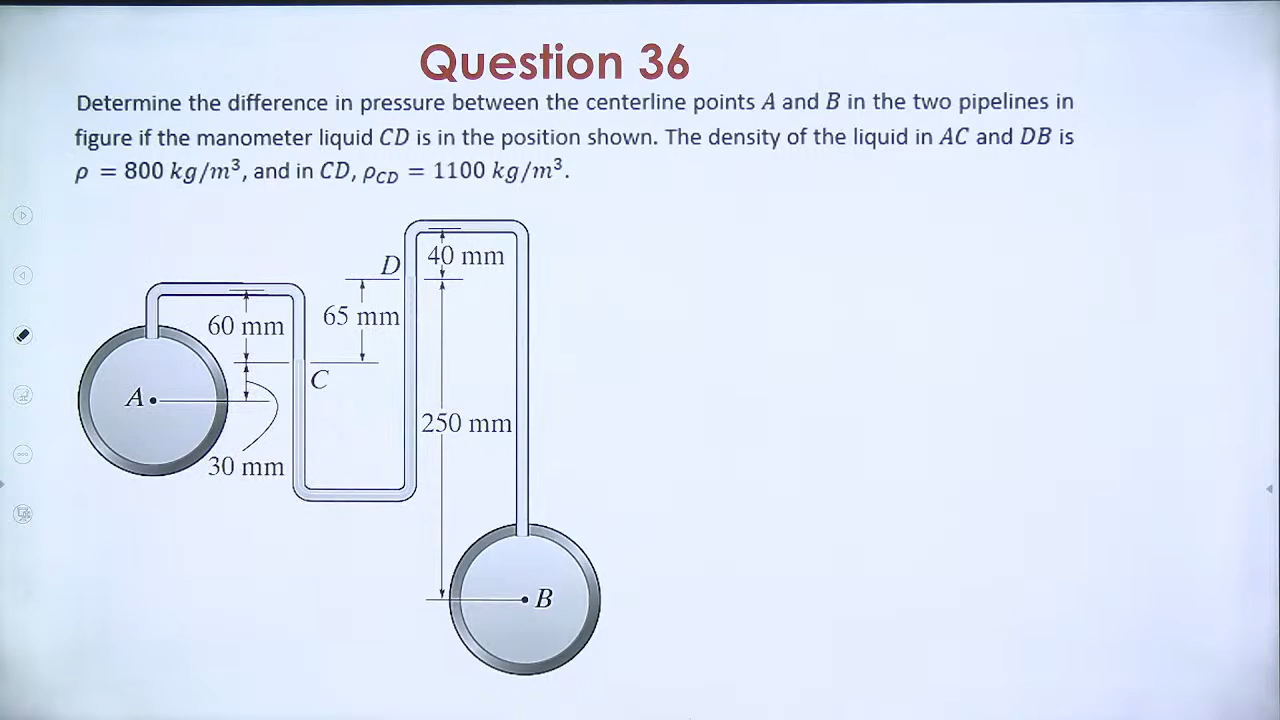 Question 36
Determine the difference in pressure between the centerline points A and B in the two pipelines in
figure if the manometer liquid CD is in the position shown. The density of the liquid in AC and DB is
ρ = 800 kg/m³, and in CD, ρCD = 1100 kg/m³.
D
40 mm
60 mm
65 mm
C
A
250 mm
30 mm
B